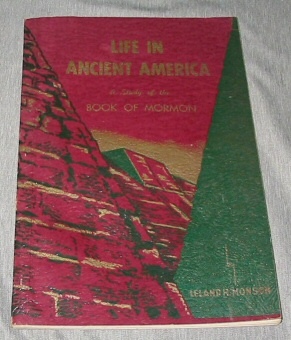 LIFE IN
ANCIENT AMERICA
A Study of the
BOOK OF MORMON
LELAND H. MONSON